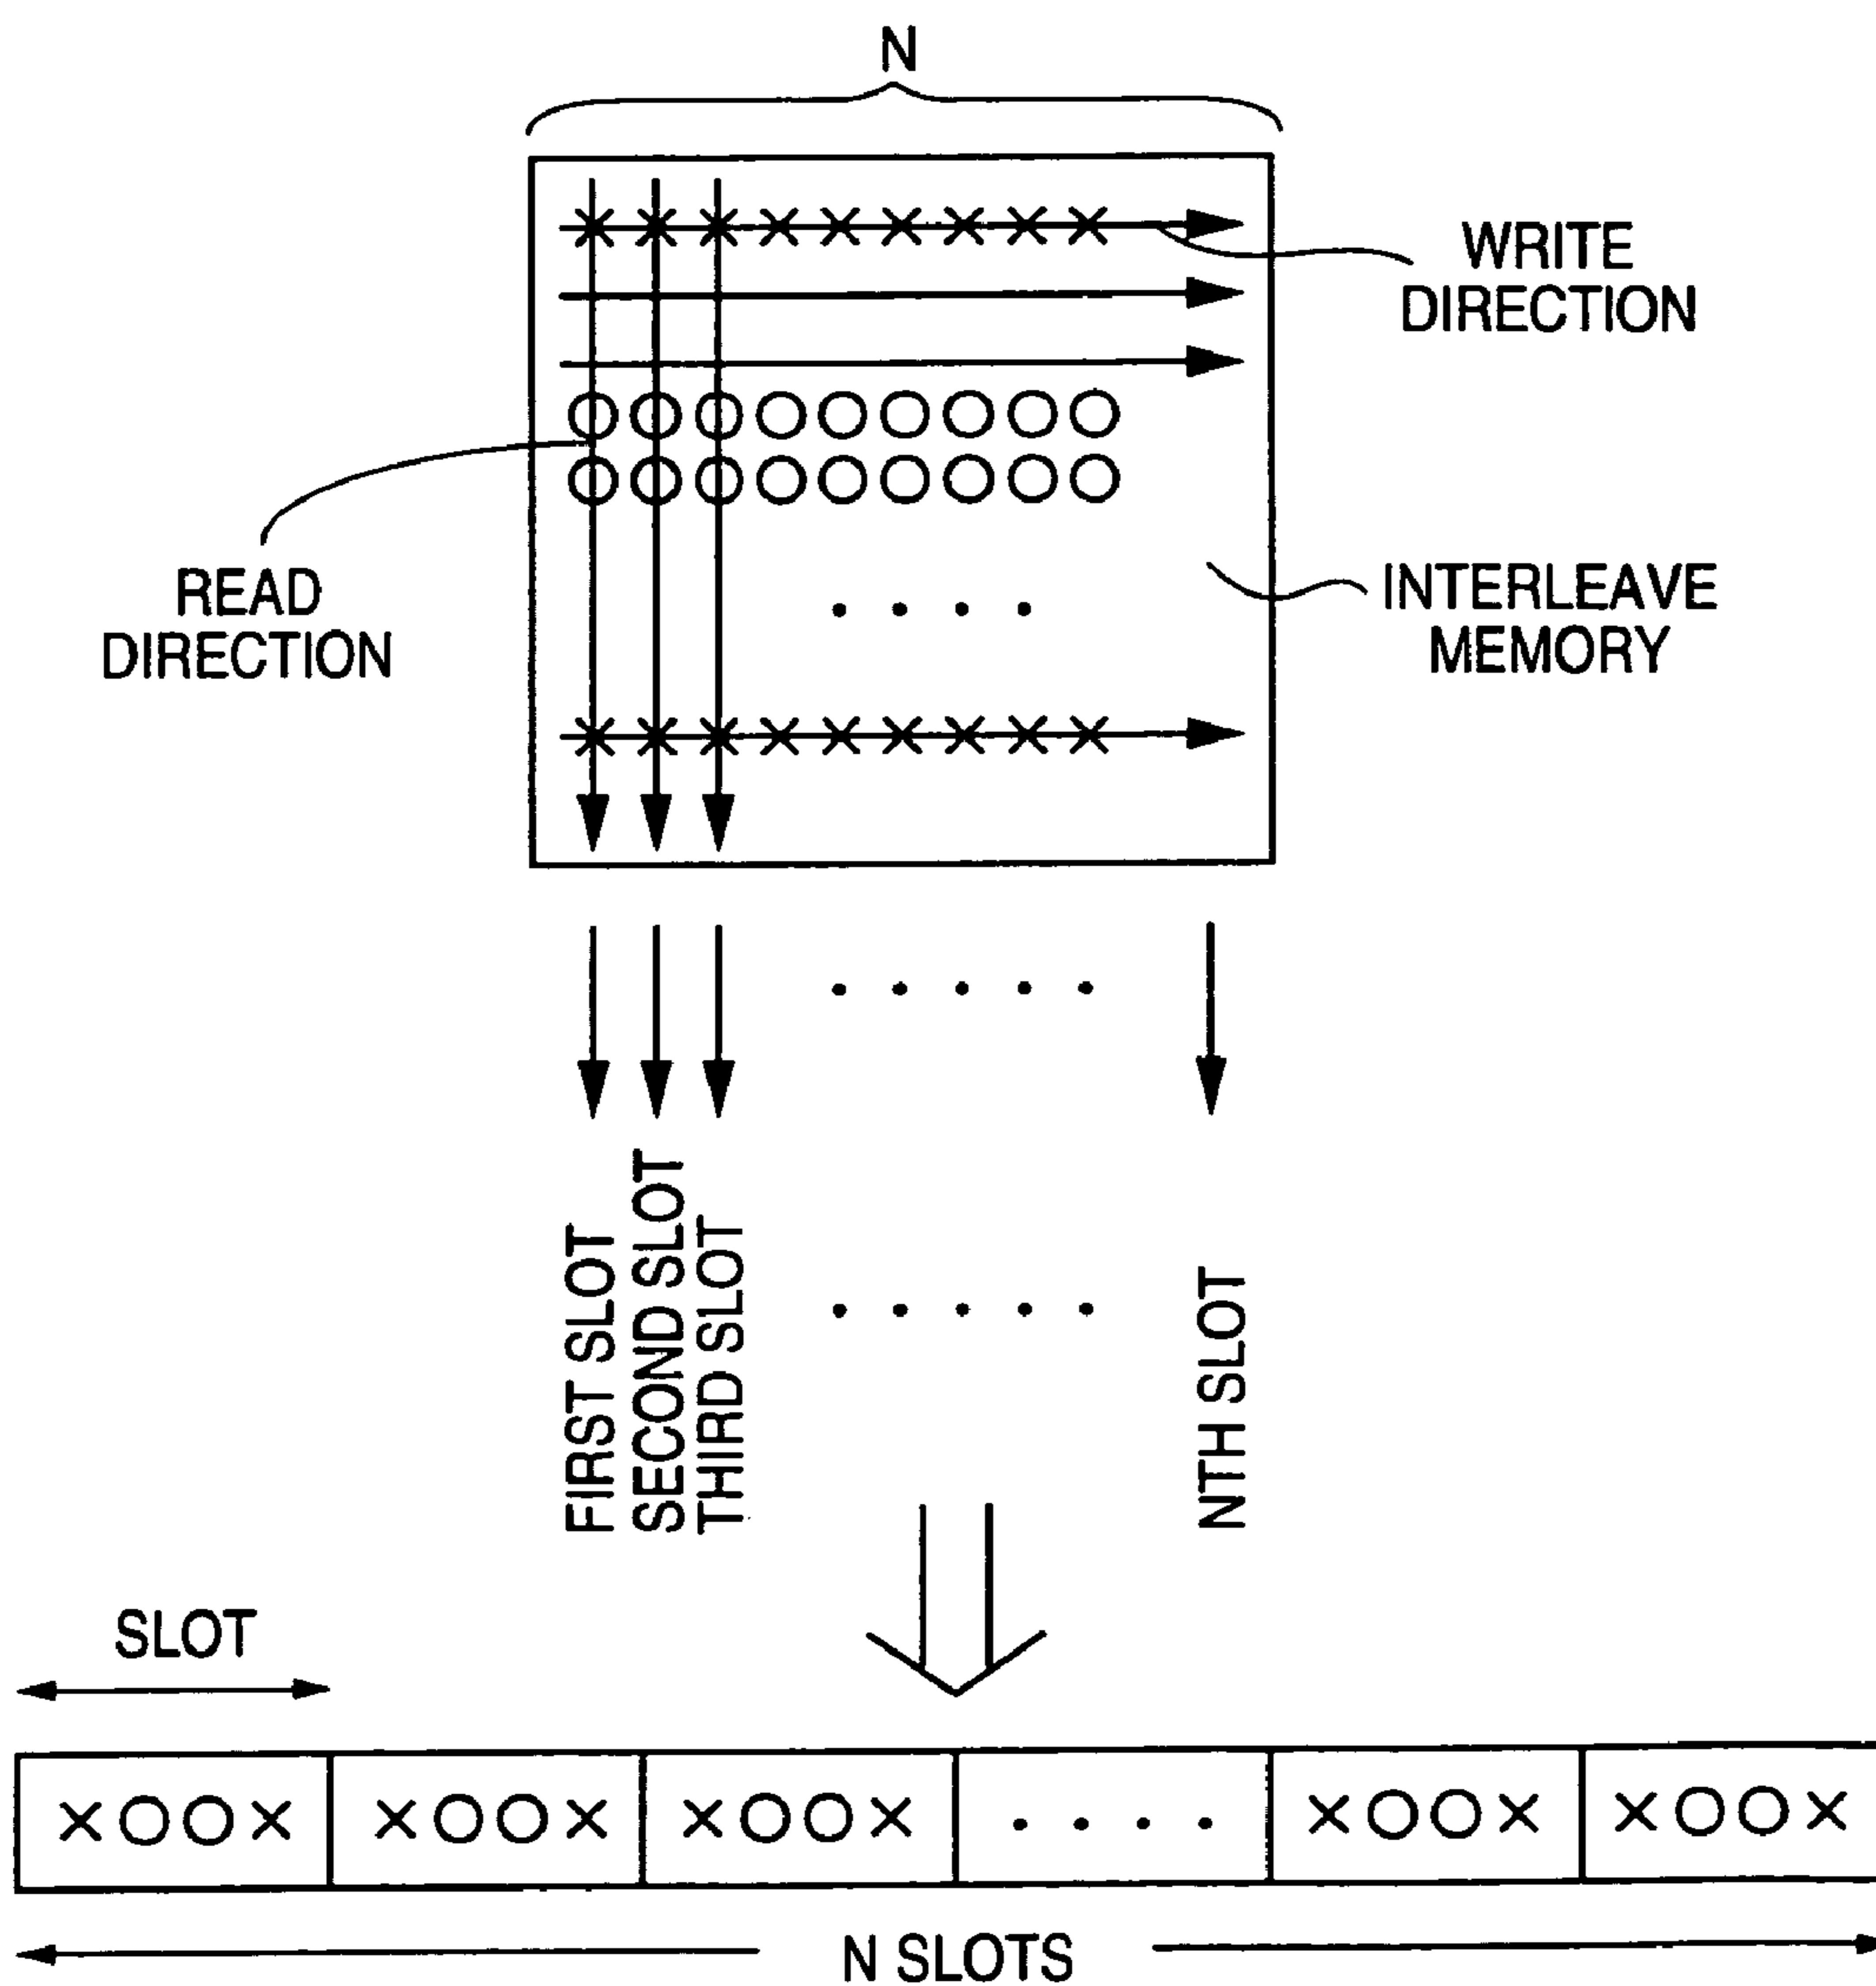 N
WRITE
DIRECTION
READ
DIRECTION
INTERLEAVE
MEMORY
FIRST SLOT
SECOND SLOT
THIRD SLOT
NTH SLOT
SLOT
N SLOTS